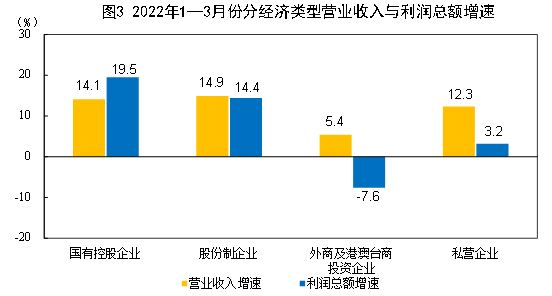 图3 2022年1—3月份分经济类型营业收入与利润总额增速
(%)
30
20
10
0
-10
-20
14.1
19.5
14.9
14.4
5.4
-7.6
12.3
3.2
国有控股企业
股份制企业
外商及港澳台商
投资企业
私营企业
营业收入增速
利润总额增速